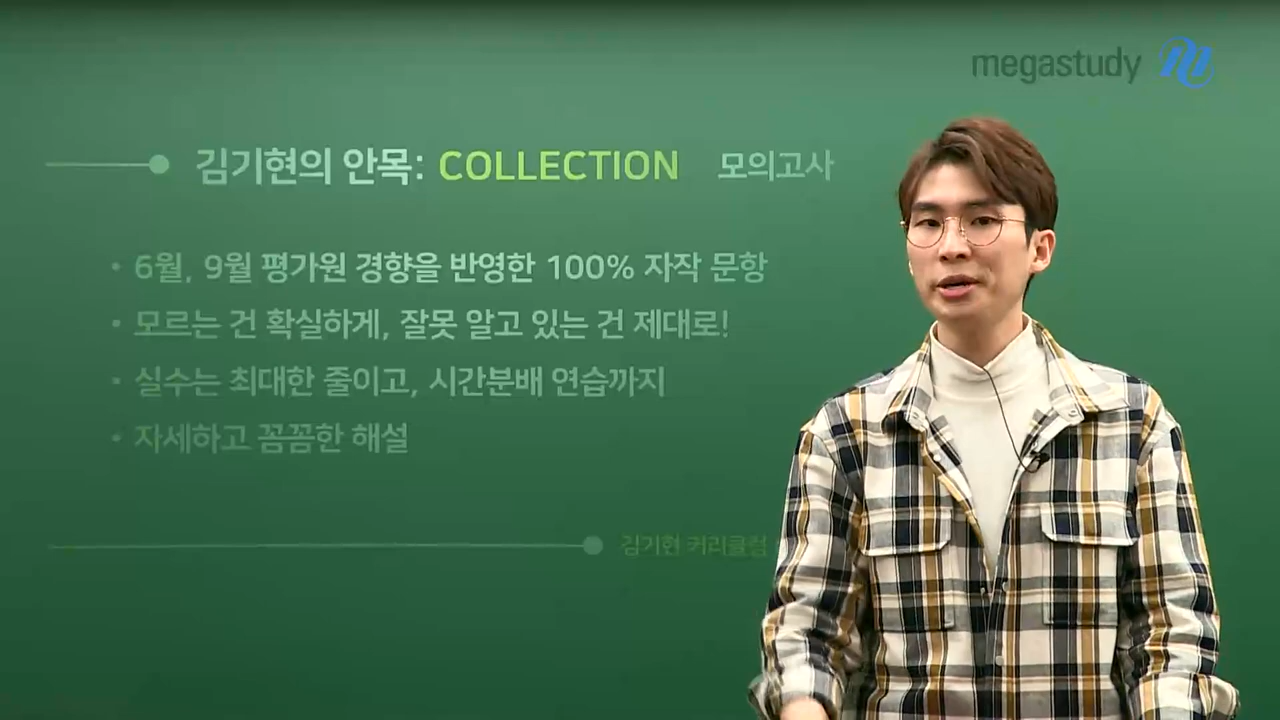 megastudy
김기현의 안목: COLLECTION 모의고사
• 6월, 9월 평가원 경향을 반영한 100% 자작 문항
• 모르는 건 확실하게, 잘못 알고 있는 건 제대로!
• 실수는 최대한 줄이고, 시간분배 연습까지
• 자세하고 꼼꼼한 해설
김기현 커리큘럼